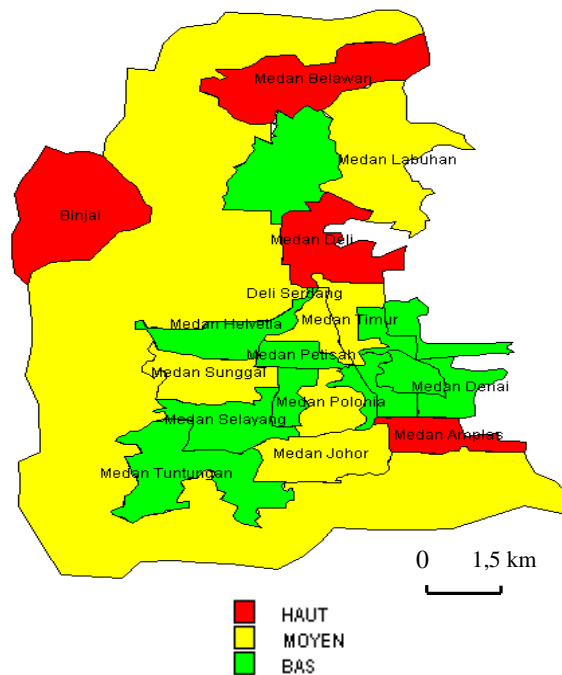 Medan Belawan
Medan Labuhan
Binjai
Medan Deli
Deli Serdang
Medan Helvetia
Medan Timur
Medan Petisah
Medan Sunggal
Medan Denai
Medan Polonia
Medan Selayang
Medan Amplas
Medan Johor
Medan Tuntungan
0 1,5 km
HAUT
MOYEN
BAS